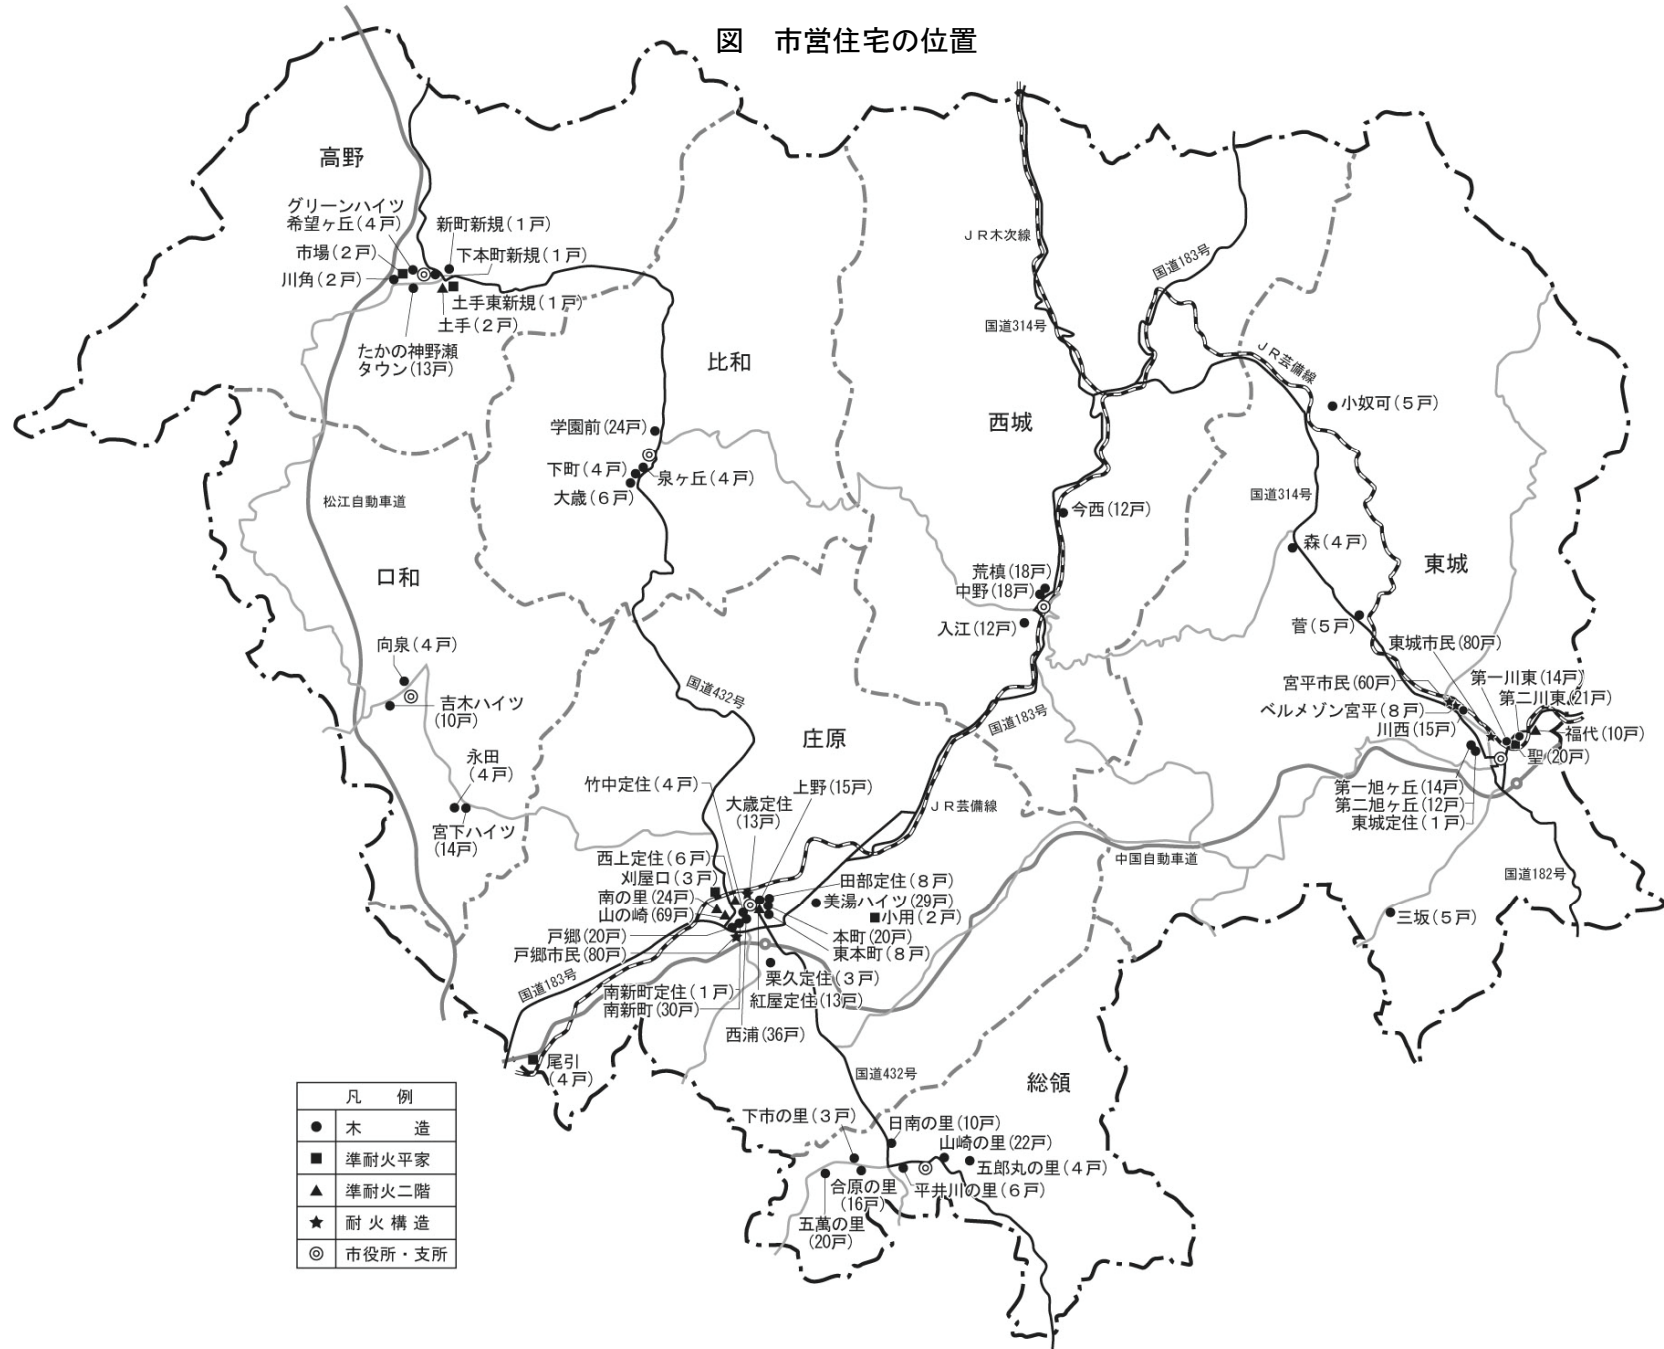 図　市営住宅の位置
高野
グリーンハイツ
希望ヶ丘(４戸)
新町新規(１戸)
市場(２戸)
下本町新規(１戸)
川角(２戸)
土手東新規(１戸)
土手(２戸)
たかの神野瀬
タウン(13戸)
比和
学園前(24戸)
下町(４戸)
泉ヶ丘(４戸)
大歳(６戸)
松江自動車道
口和
向泉(４戸)
吉木ハイツ
(10戸)
永田
(４戸)
宮下ハイツ
(14戸)
ＪＲ木次線
国道183号
国道314号
ＪＲ芸備線
西城
小奴可(５戸)
今西(12戸)
国道314号
荒槙(18戸)
中野(18戸)
入江(12戸)
森(４戸)
東城
菅(５戸)
東城市民(80戸)
宮平市民(60戸)
第一川東(14戸)
第二川東(21戸)
ベルメゾン宮平(８戸)
川西(15戸)
福代(10戸)
聖(20戸)
第一旭ヶ丘(14戸)
第二旭ヶ丘(12戸)
東城定住(１戸)
中国自動車道
国道182号
三坂(５戸)
国道432号
国道183号
庄原
竹中定住(４戸)
大歳定住
(13戸)
上野(15戸)
ＪＲ芸備線
西上定住(６戸)
刈屋口(３戸)
南の里(24戸)
山の崎(69戸)
戸郷(20戸)
戸郷市民(80戸)
田部定住(８戸)
美湯ハイツ(29戸)
小用(２戸)
本町(20戸)
東本町(８戸)
栗久定住(３戸)
国道183号
南新町定住(１戸)
南新町(30戸)
紅屋定住(13戸)
西浦(36戸)
尾引
(４戸)
国道432号
総領
下市の里(３戸)
日南の里(10戸)
山崎の里(22戸)
五郎丸の里(４戸)
平井川の里(６戸)
合原の里
(16戸)
五萬の里
(20戸)
凡　例
木　造
準耐火平家
準耐火二階
耐火構造
市役所・支所